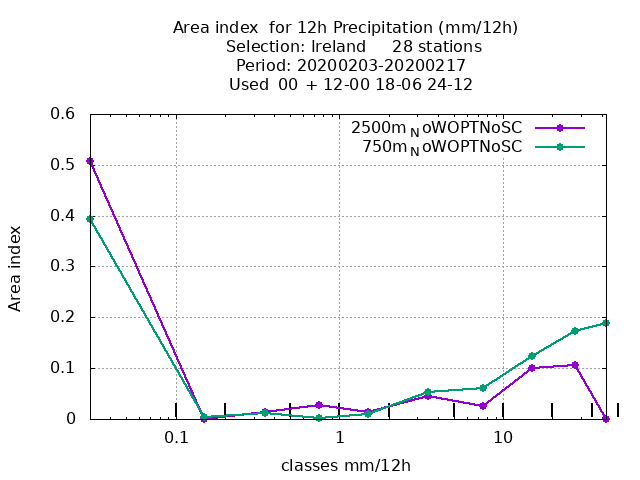 Area index  for 12h Precipitation (mm/12h)
Selection: Ireland     28 stations
Period: 20200203-20200217
Used  00 + 12-00 18-06 24-12
2500m_NoWOPTNoSC
750m_NoWOPTNoSC
0.6
0.5
0.4
0.3
0.2
0.1
0
Area index
0.1 1 10
classes mm/12h